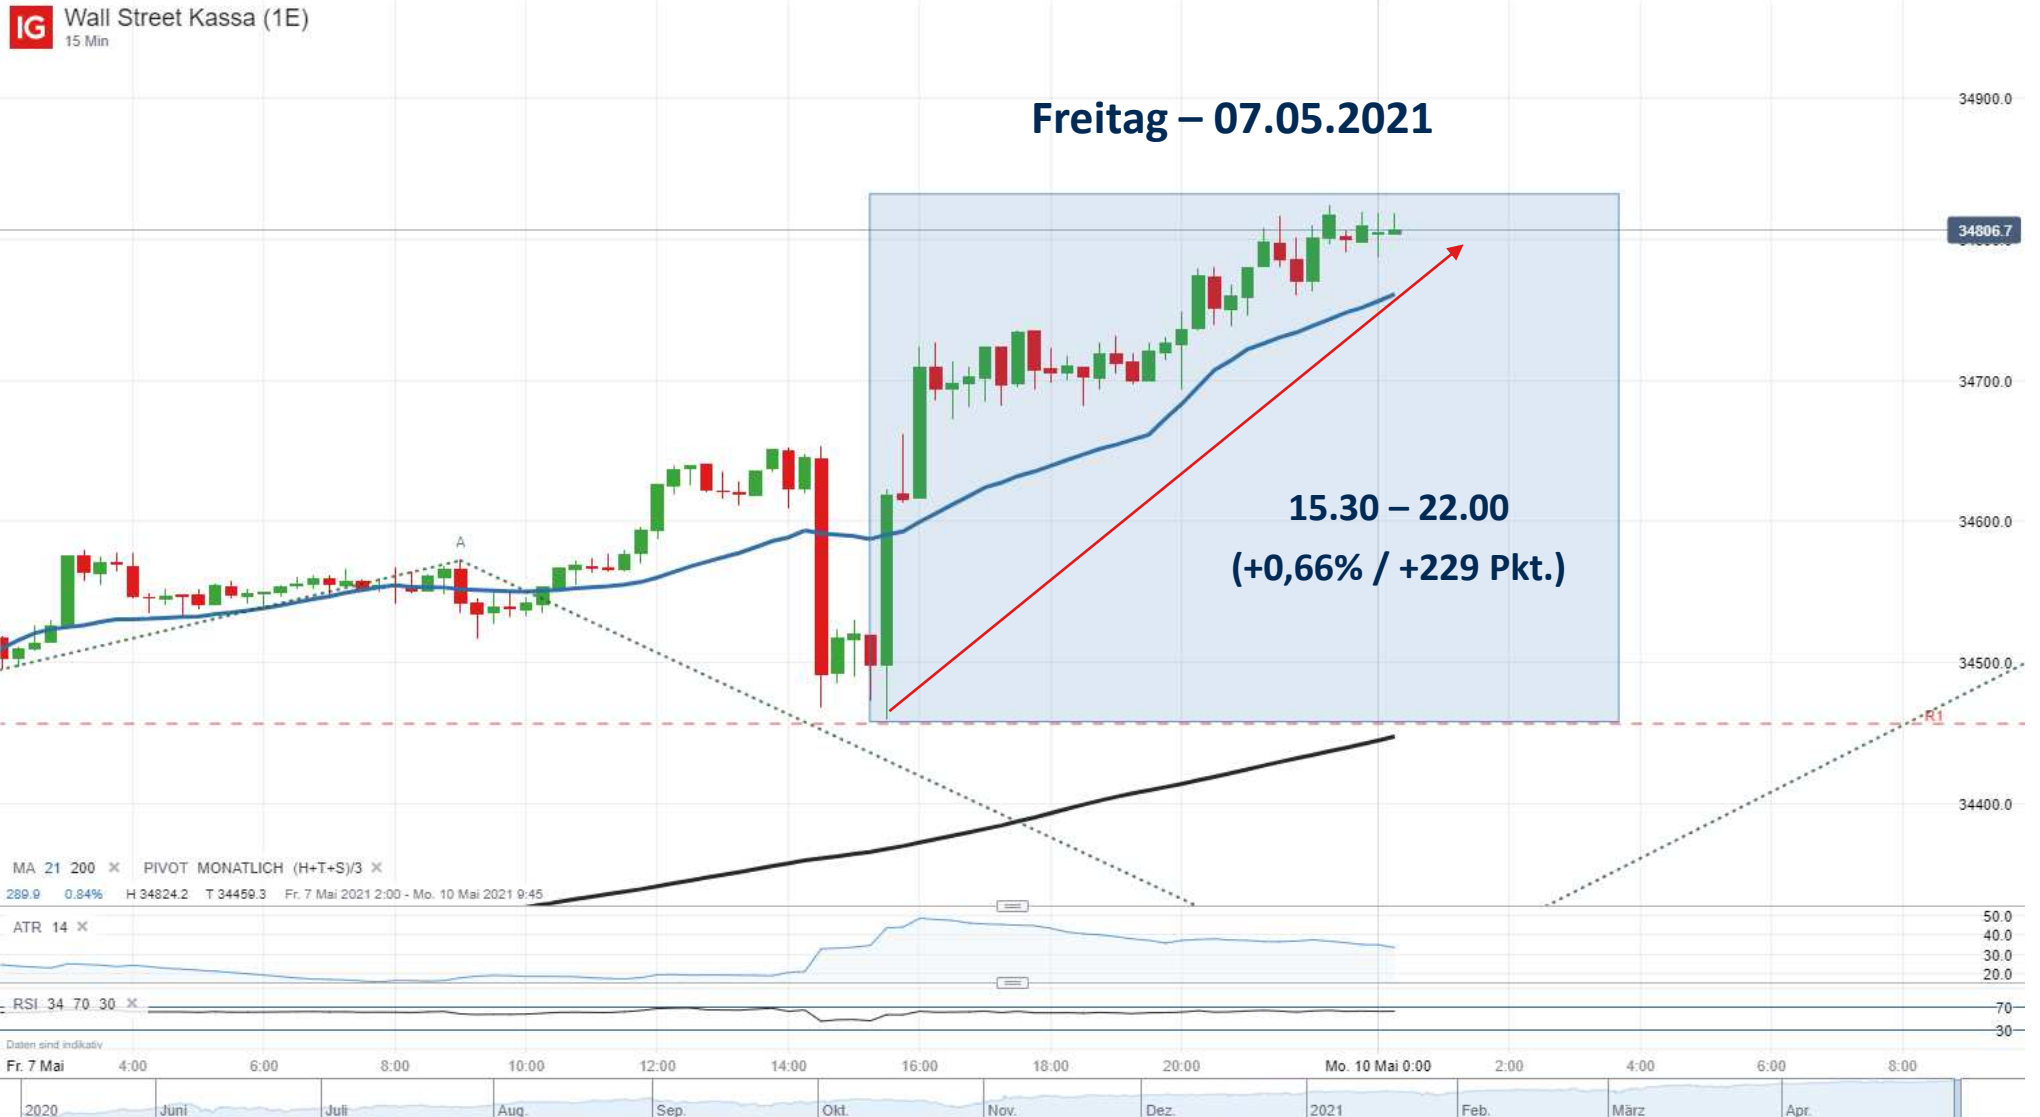 IG
Wall Street Kassa (1E)
15 Min
Freitag – 07.05.2021
34900.0
34806.7
34700.0
15.30 – 22.00
34600.0
A
(+0,66% / +229 Pkt.)
34500.0
R1
34400.0
MA 21 200 × PIVOT MONATLICH (H+T+S)/3 ×
289.9 0.84% H 34824.2 T 34459.3 Fr. 7 Mai 2021 2:00 - Mo. 10 Mai 2021 9:45
ATR 14 ×
50.0
40.0
30.0
20.0
RSI 34 70 30 ×
70
30
Daten sind indikativ
Fr. 7 Mai 4:00 6:00 8:00 10:00 12:00 14:00 16:00 18:00 20:00 Mo. 10 Mai 0:00 2:00 4:00 6:00 8:00
2020 Juni Juli Aug. Sep. Okt. Nov. Dez. 2021 Feb. März Apr.